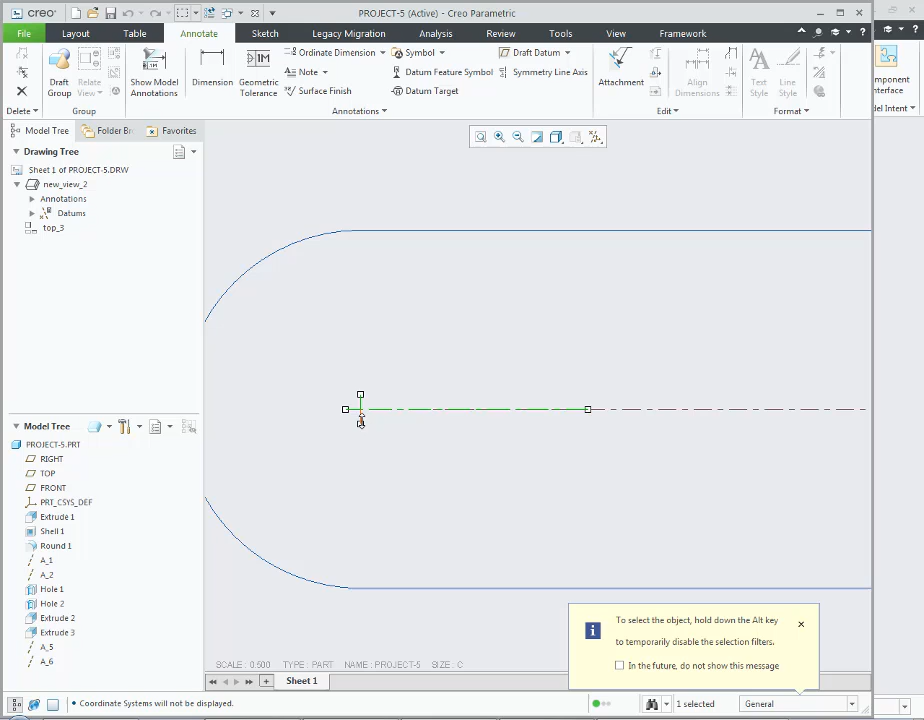 creo
PROJECT-5 (Active) - Creo Parametric
File Layout Table Annotate Sketch Legacy Migration Analysis Review Tools View Framework
Delete
Draft Group
Relate View
Group
Show Model Annotations
Dimension
Geometric Tolerance
Ordinate Dimension
Note
Surface Finish
Symbol
Datum Feature Symbol
Datum Target
Draft Datum
Symmetry Line Axis
Annotations
Attachment
Align Dimensions
Edit
Text Style
Line Style
Format
omponent
nterface
del Intent
Model Tree Folder Br Favorites
Drawing Tree
Sheet 1 of PROJECT-5.DRW
new_view_2
Annotations
Datums
top_3
Model Tree
PROJECT-5.PRT
RIGHT
TOP
FRONT
PRT_CSYS_DEF
Extrude 1
Shell 1
Round 1
A_1
A_2
Hole 1
Hole 2
Extrude 2
Extrude 3
A_5
A_6
To select the object, hold down the Alt key
to temporarily disable the selection filters.
In the future, do not show this message
SCALE : 0.500 TYPE : PART NAME : PROJECT-5 SIZE : C
Sheet 1
• Coordinate Systems will not be displayed.
1 selected
General